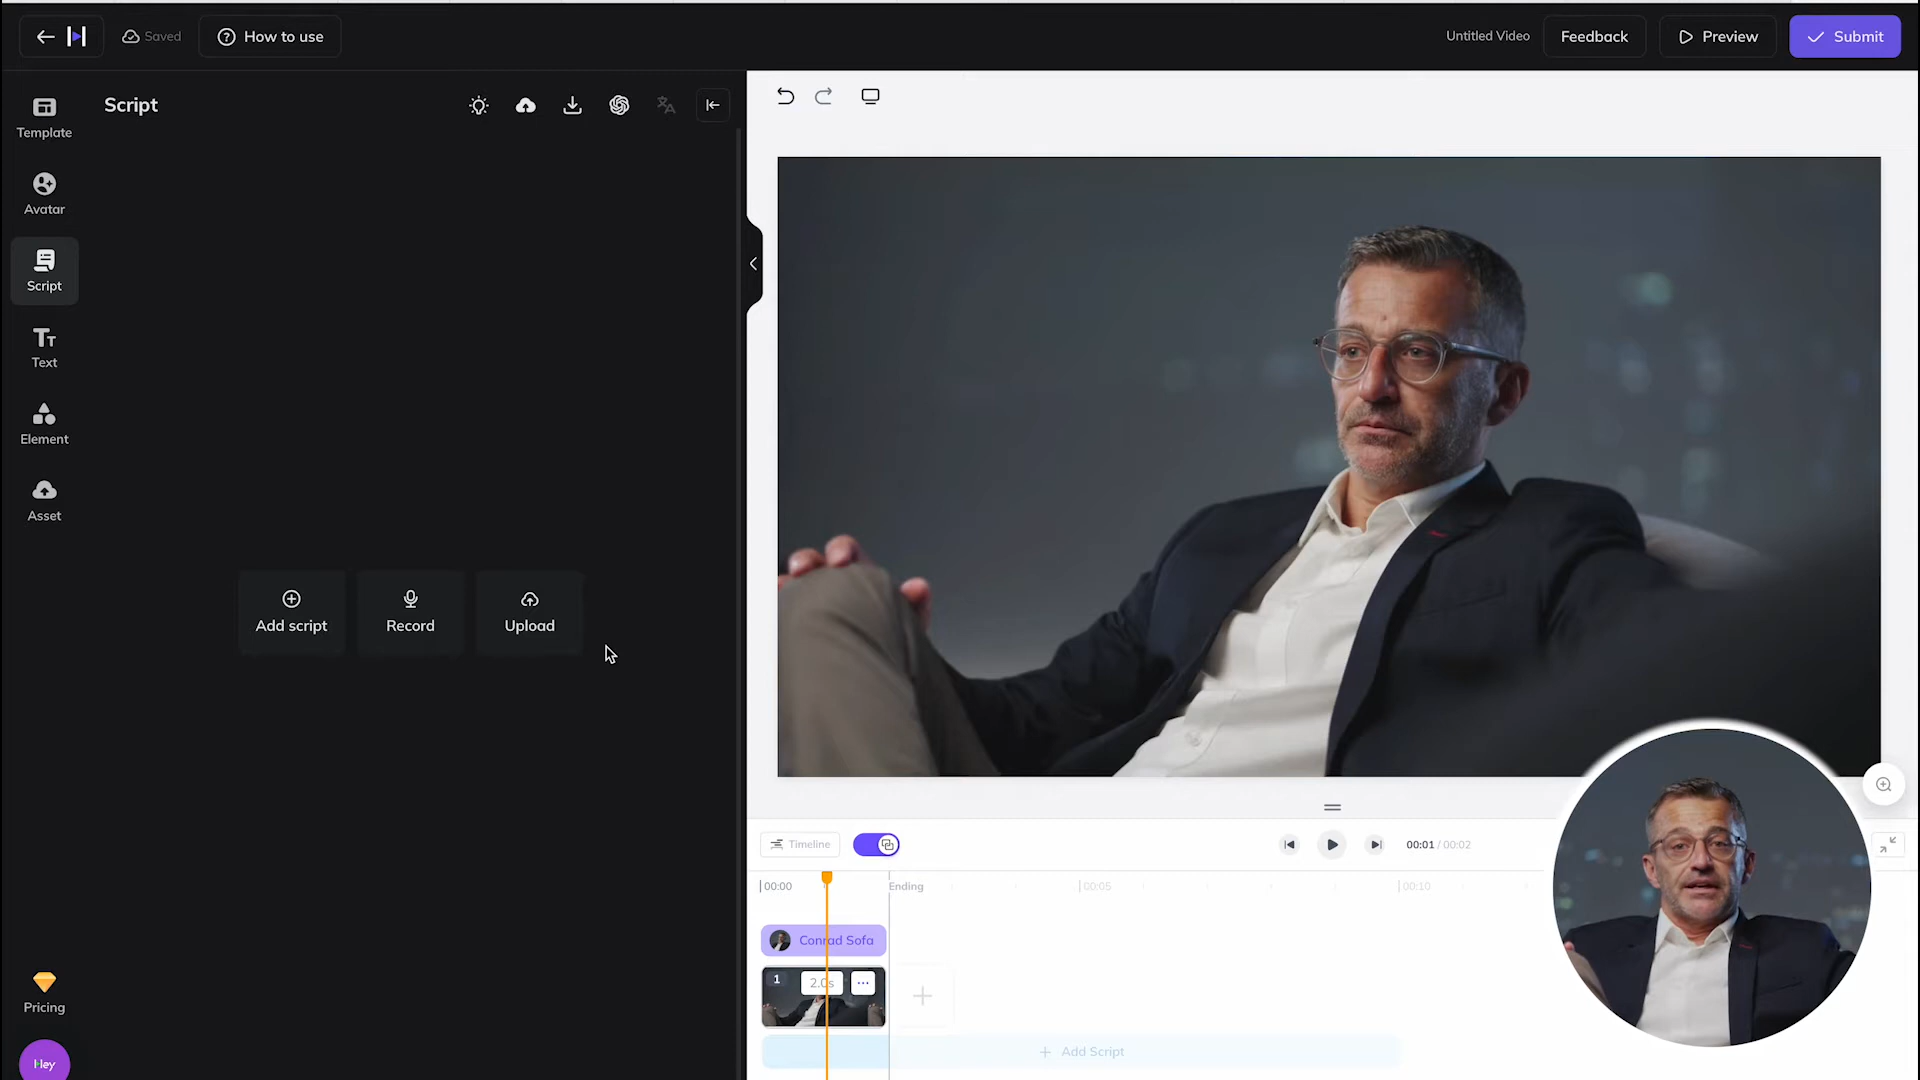 Saved
How to use
Untitled Video
Feedback
Preview
Submit
Template
Avatar
Script
Text
Element
Asset
Pricing
Hey
Script
Add script
Record
Upload
Timeline
00:01 / 00:02
00:00
Ending
00:05
00:10
Conrad Sofa
1
2.0s
Add Script